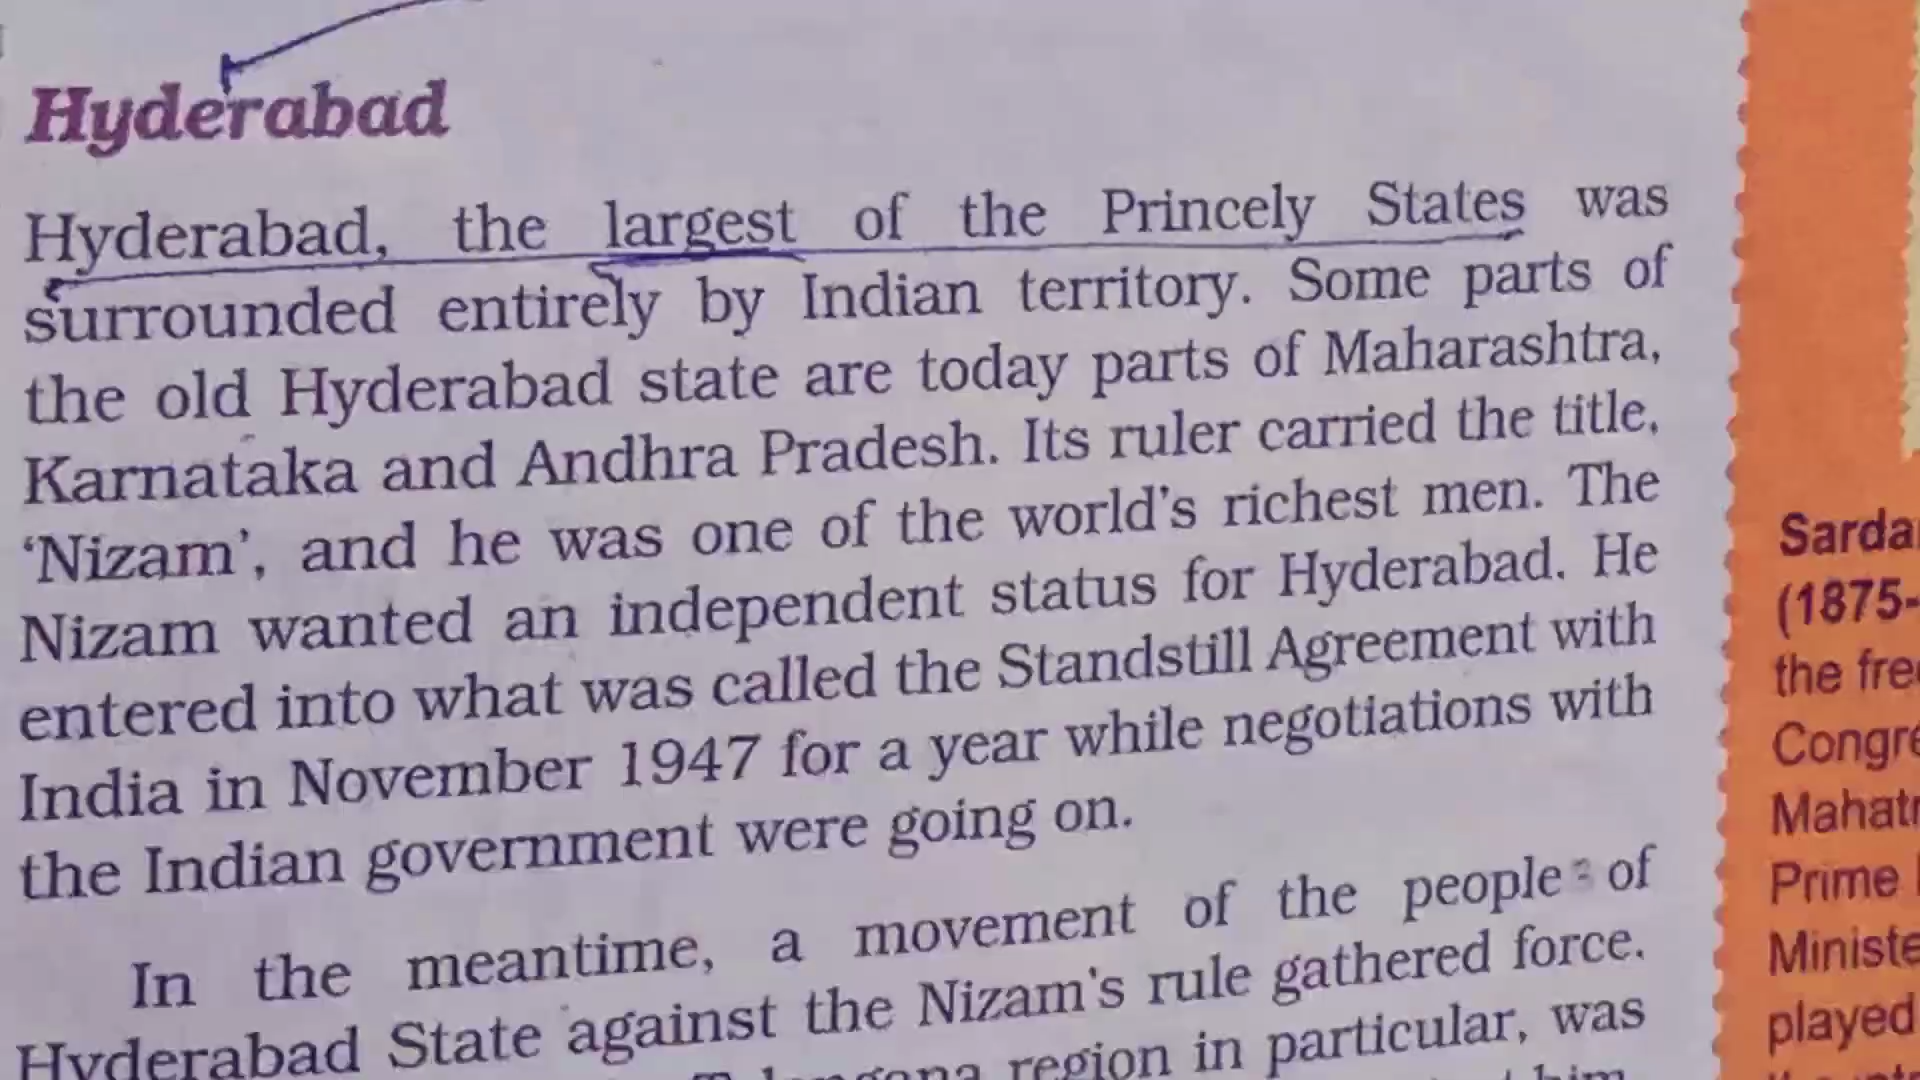 Hyderabad
Hyderabad, the largest of the Princely States was
surrounded entirely by Indian territory. Some parts of
the old Hyderabad state are today parts of Maharashtra,
Karnataka and Andhra Pradesh. Its ruler carried the title,
‘Nizam’, and he was one of the world’s richest men. The
Nizam wanted an independent status for Hyderabad. He
entered into what was called the Standstill Agreement with
India in November 1947 for a year while negotiations with
the Indian government were going on.
In the meantime, a movement of the people of
Hyderabad State against the Nizam's rule gathered force.
region in particular, was
him
(1875-
the
Prime
played